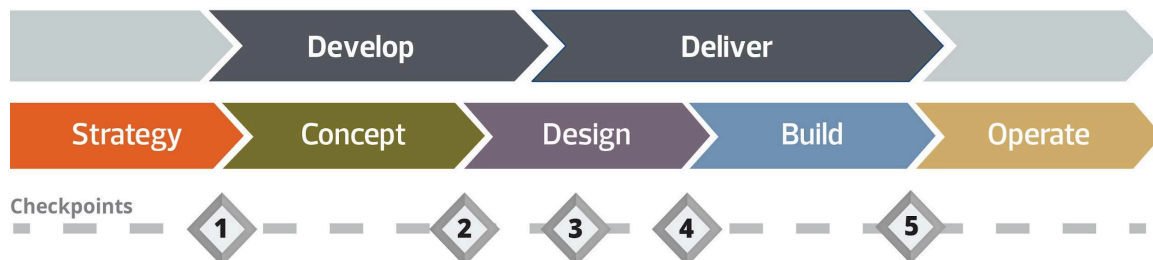 Develop Deliver
Strategy Concept Design Build Operate
Checkpoints
1 2 3 4 5